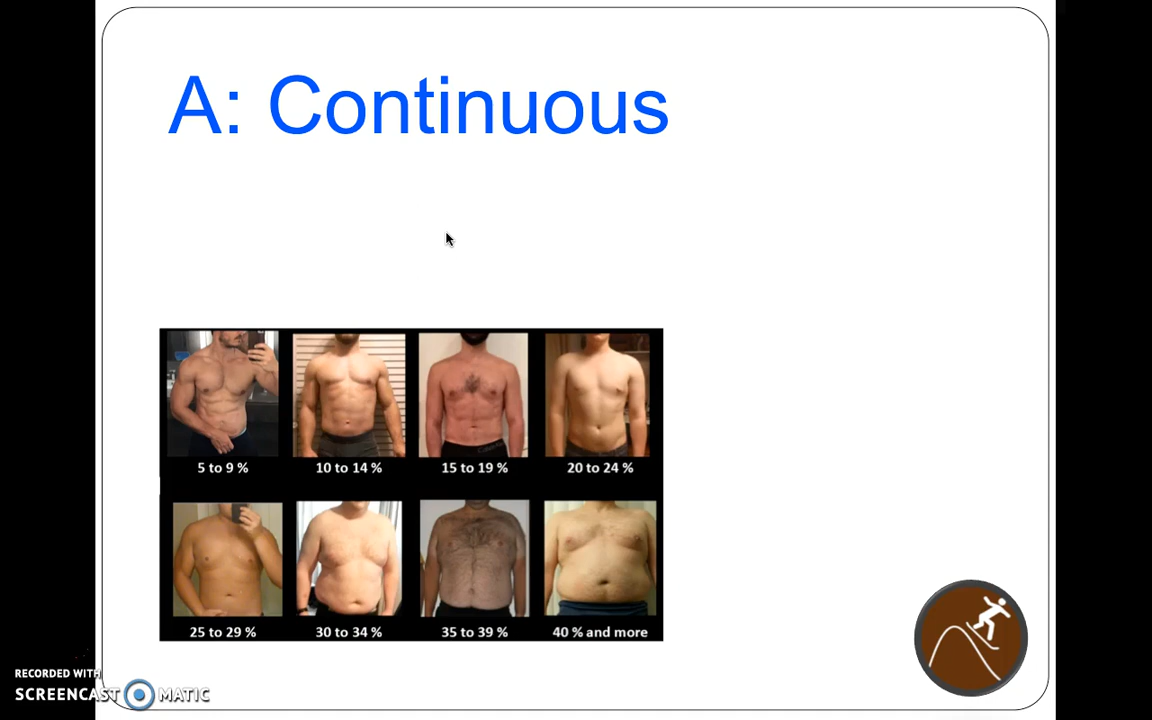 A: Continuous
5 to 9 %
10 to 14 %
15 to 19 %
20 to 24 %
25 to 29 %
30 to 34 %
35 to 39 %
40 % and more
RECORDED WITH
SCREENCAST MATIC